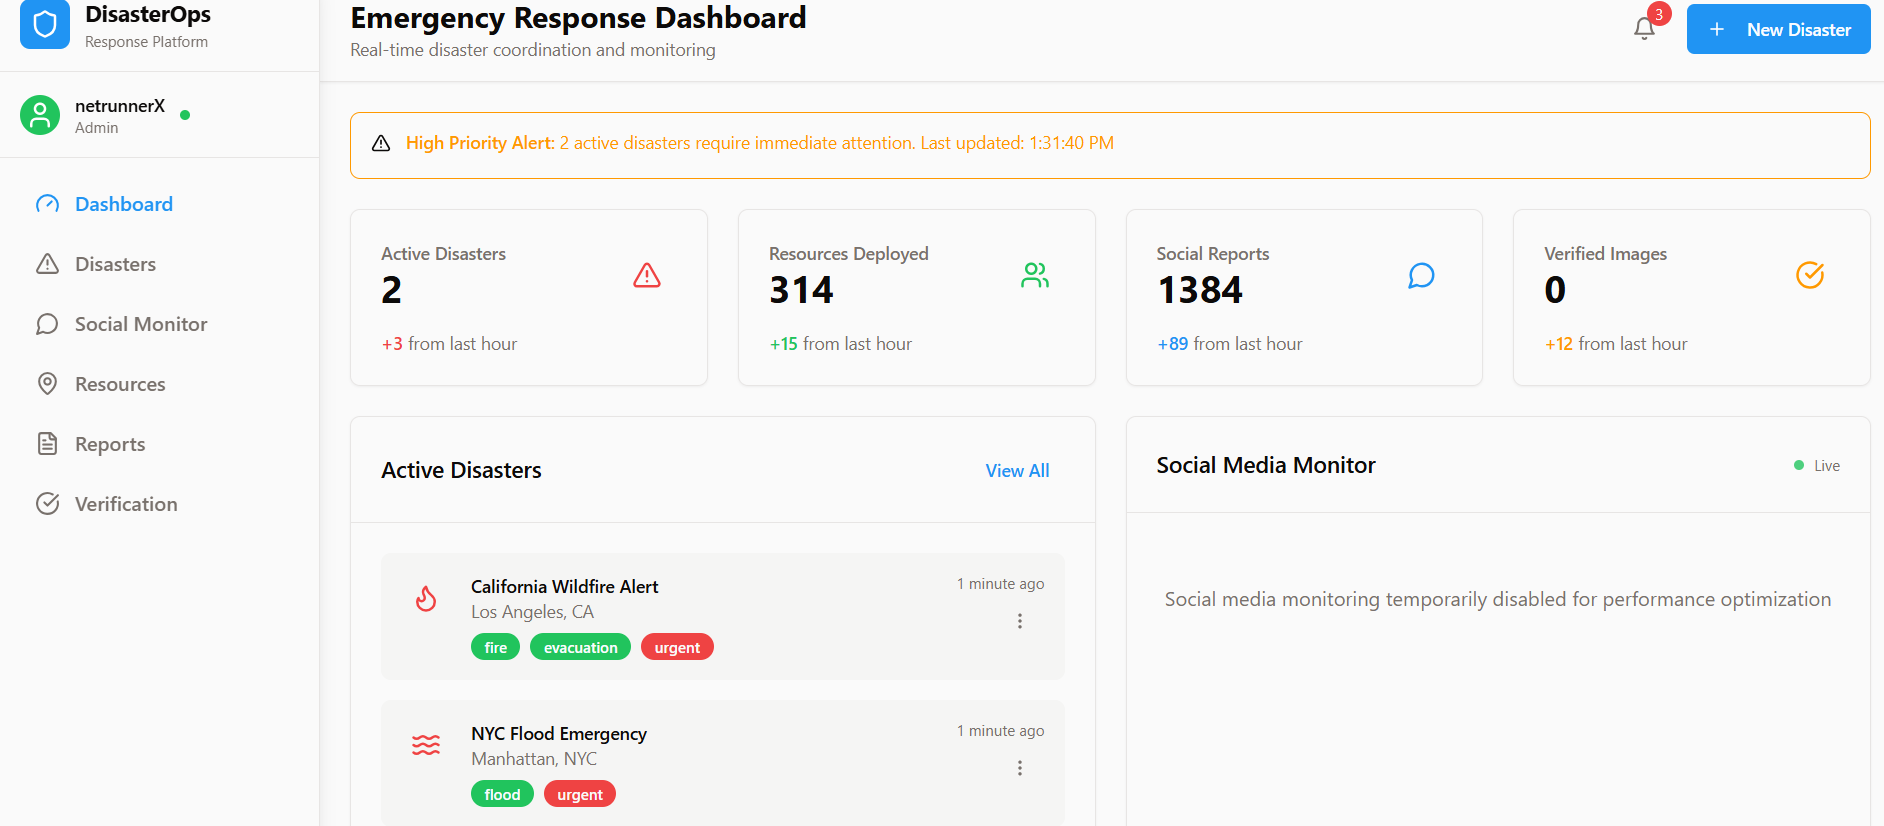 DisasterOps
Response Platform
netrunnerX
Admin
Dashboard
Disasters
Social Monitor
Resources
Reports
Verification
Emergency Response Dashboard
Real-time disaster coordination and monitoring
3
New Disaster
High Priority Alert: 2 active disasters require immediate attention. Last updated: 1:31:40 PM
Active Disasters
2
+3 from last hour
Resources Deployed
314
+15 from last hour
Social Reports
1384
+89 from last hour
Verified Images
0
+12 from last hour
Active Disasters
View All
California Wildfire Alert
1 minute ago
Los Angeles, CA
fire evacuation urgent
NYC Flood Emergency
1 minute ago
Manhattan, NYC
flood urgent
Social Media Monitor
Live
Social media monitoring temporarily disabled for performance optimization